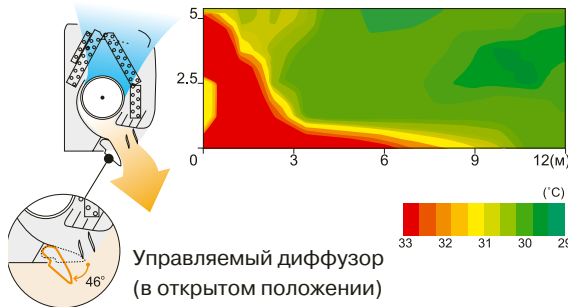 5
2.5
0 3 6 9 12(м)
(˚C)
33 32 31 30 29
46°
Управляемый диффузор
(в открытом положении)